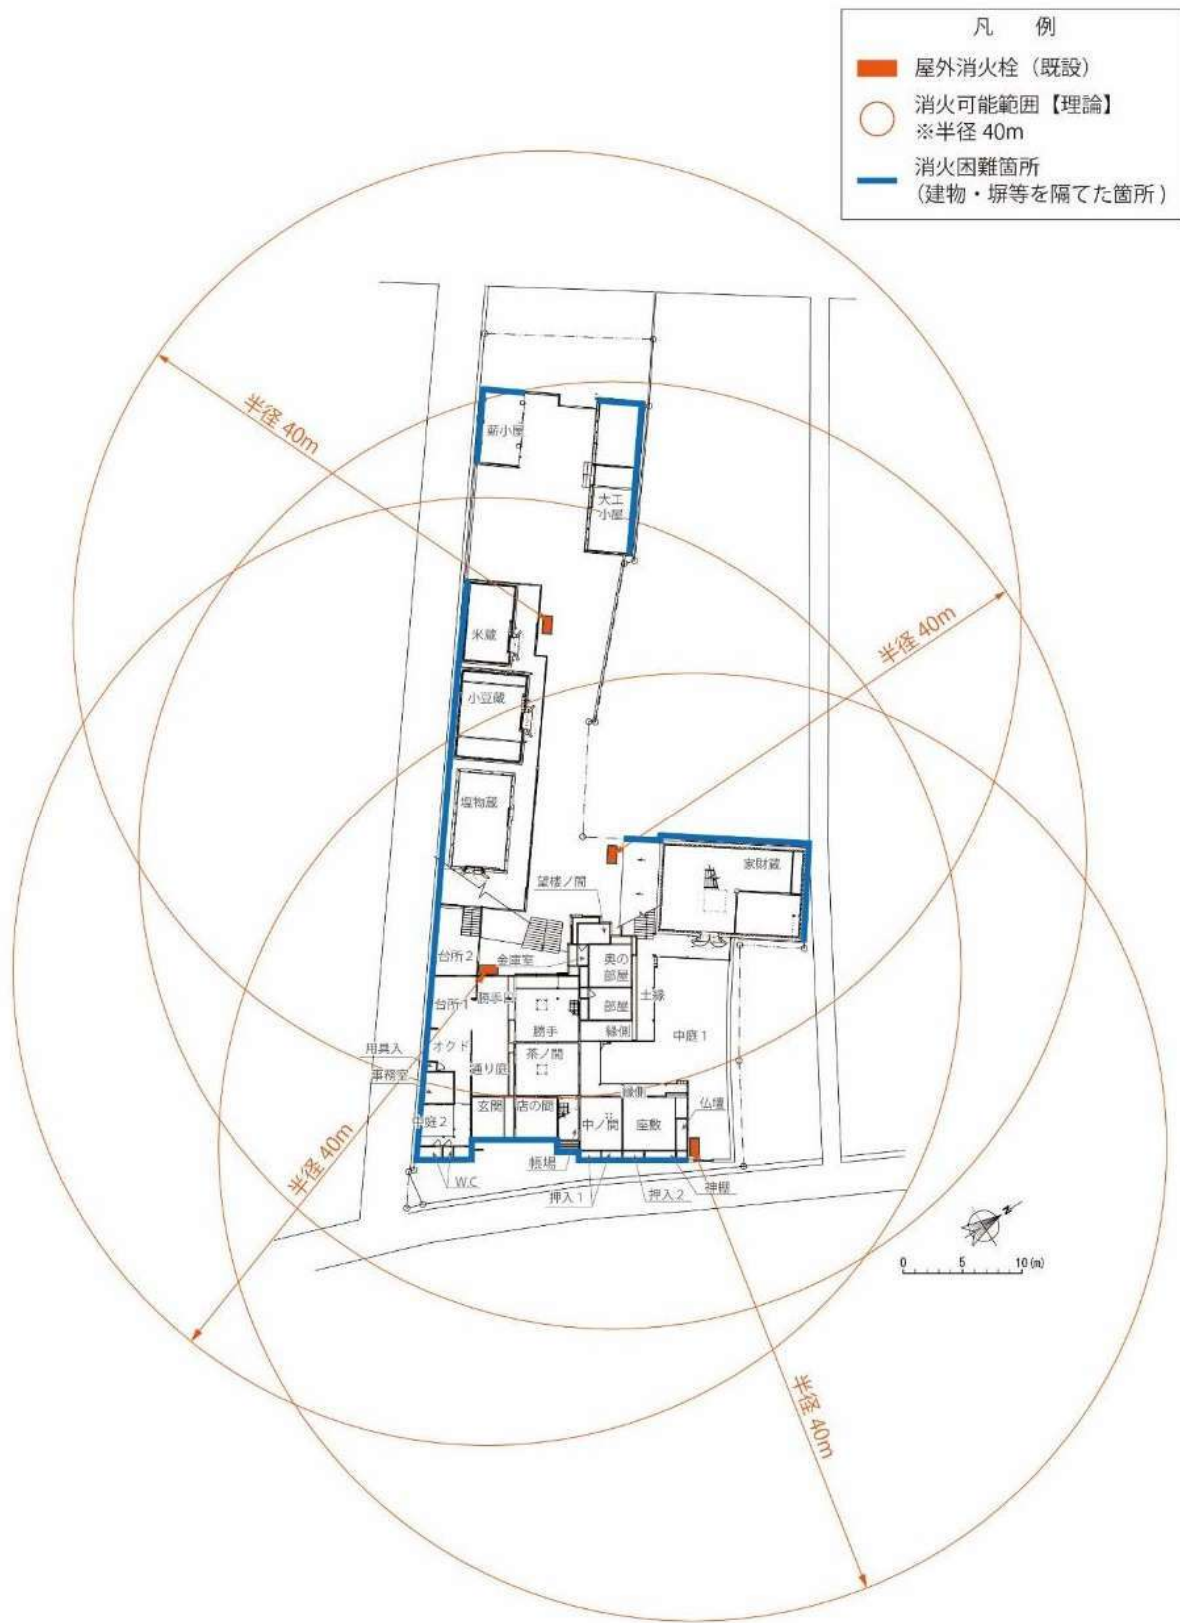 凡 例
屋外消火栓（既設）
消火可能範囲【理論】
※半径 40m
消火困難箇所
（建物・塀等を隔てた箇所）
半径 40m
薪小屋
大工
小屋
米蔵
半径 40m
小豆蔵
塩物蔵
家財蔵
望楼ノ間
台所2
金庫室
奥の
部屋
台所1
勝手口
部屋
土縁
勝手
縁側
中庭1
オクド
用具入
茶ノ間
通り庭
事務室
縁側
玄関
店の間
仏壇
中庭2
中ノ間
座敷
帳場
W.C
押入1
押入2
神棚
半径 40m
N
0 5 10(m)
半径 40m